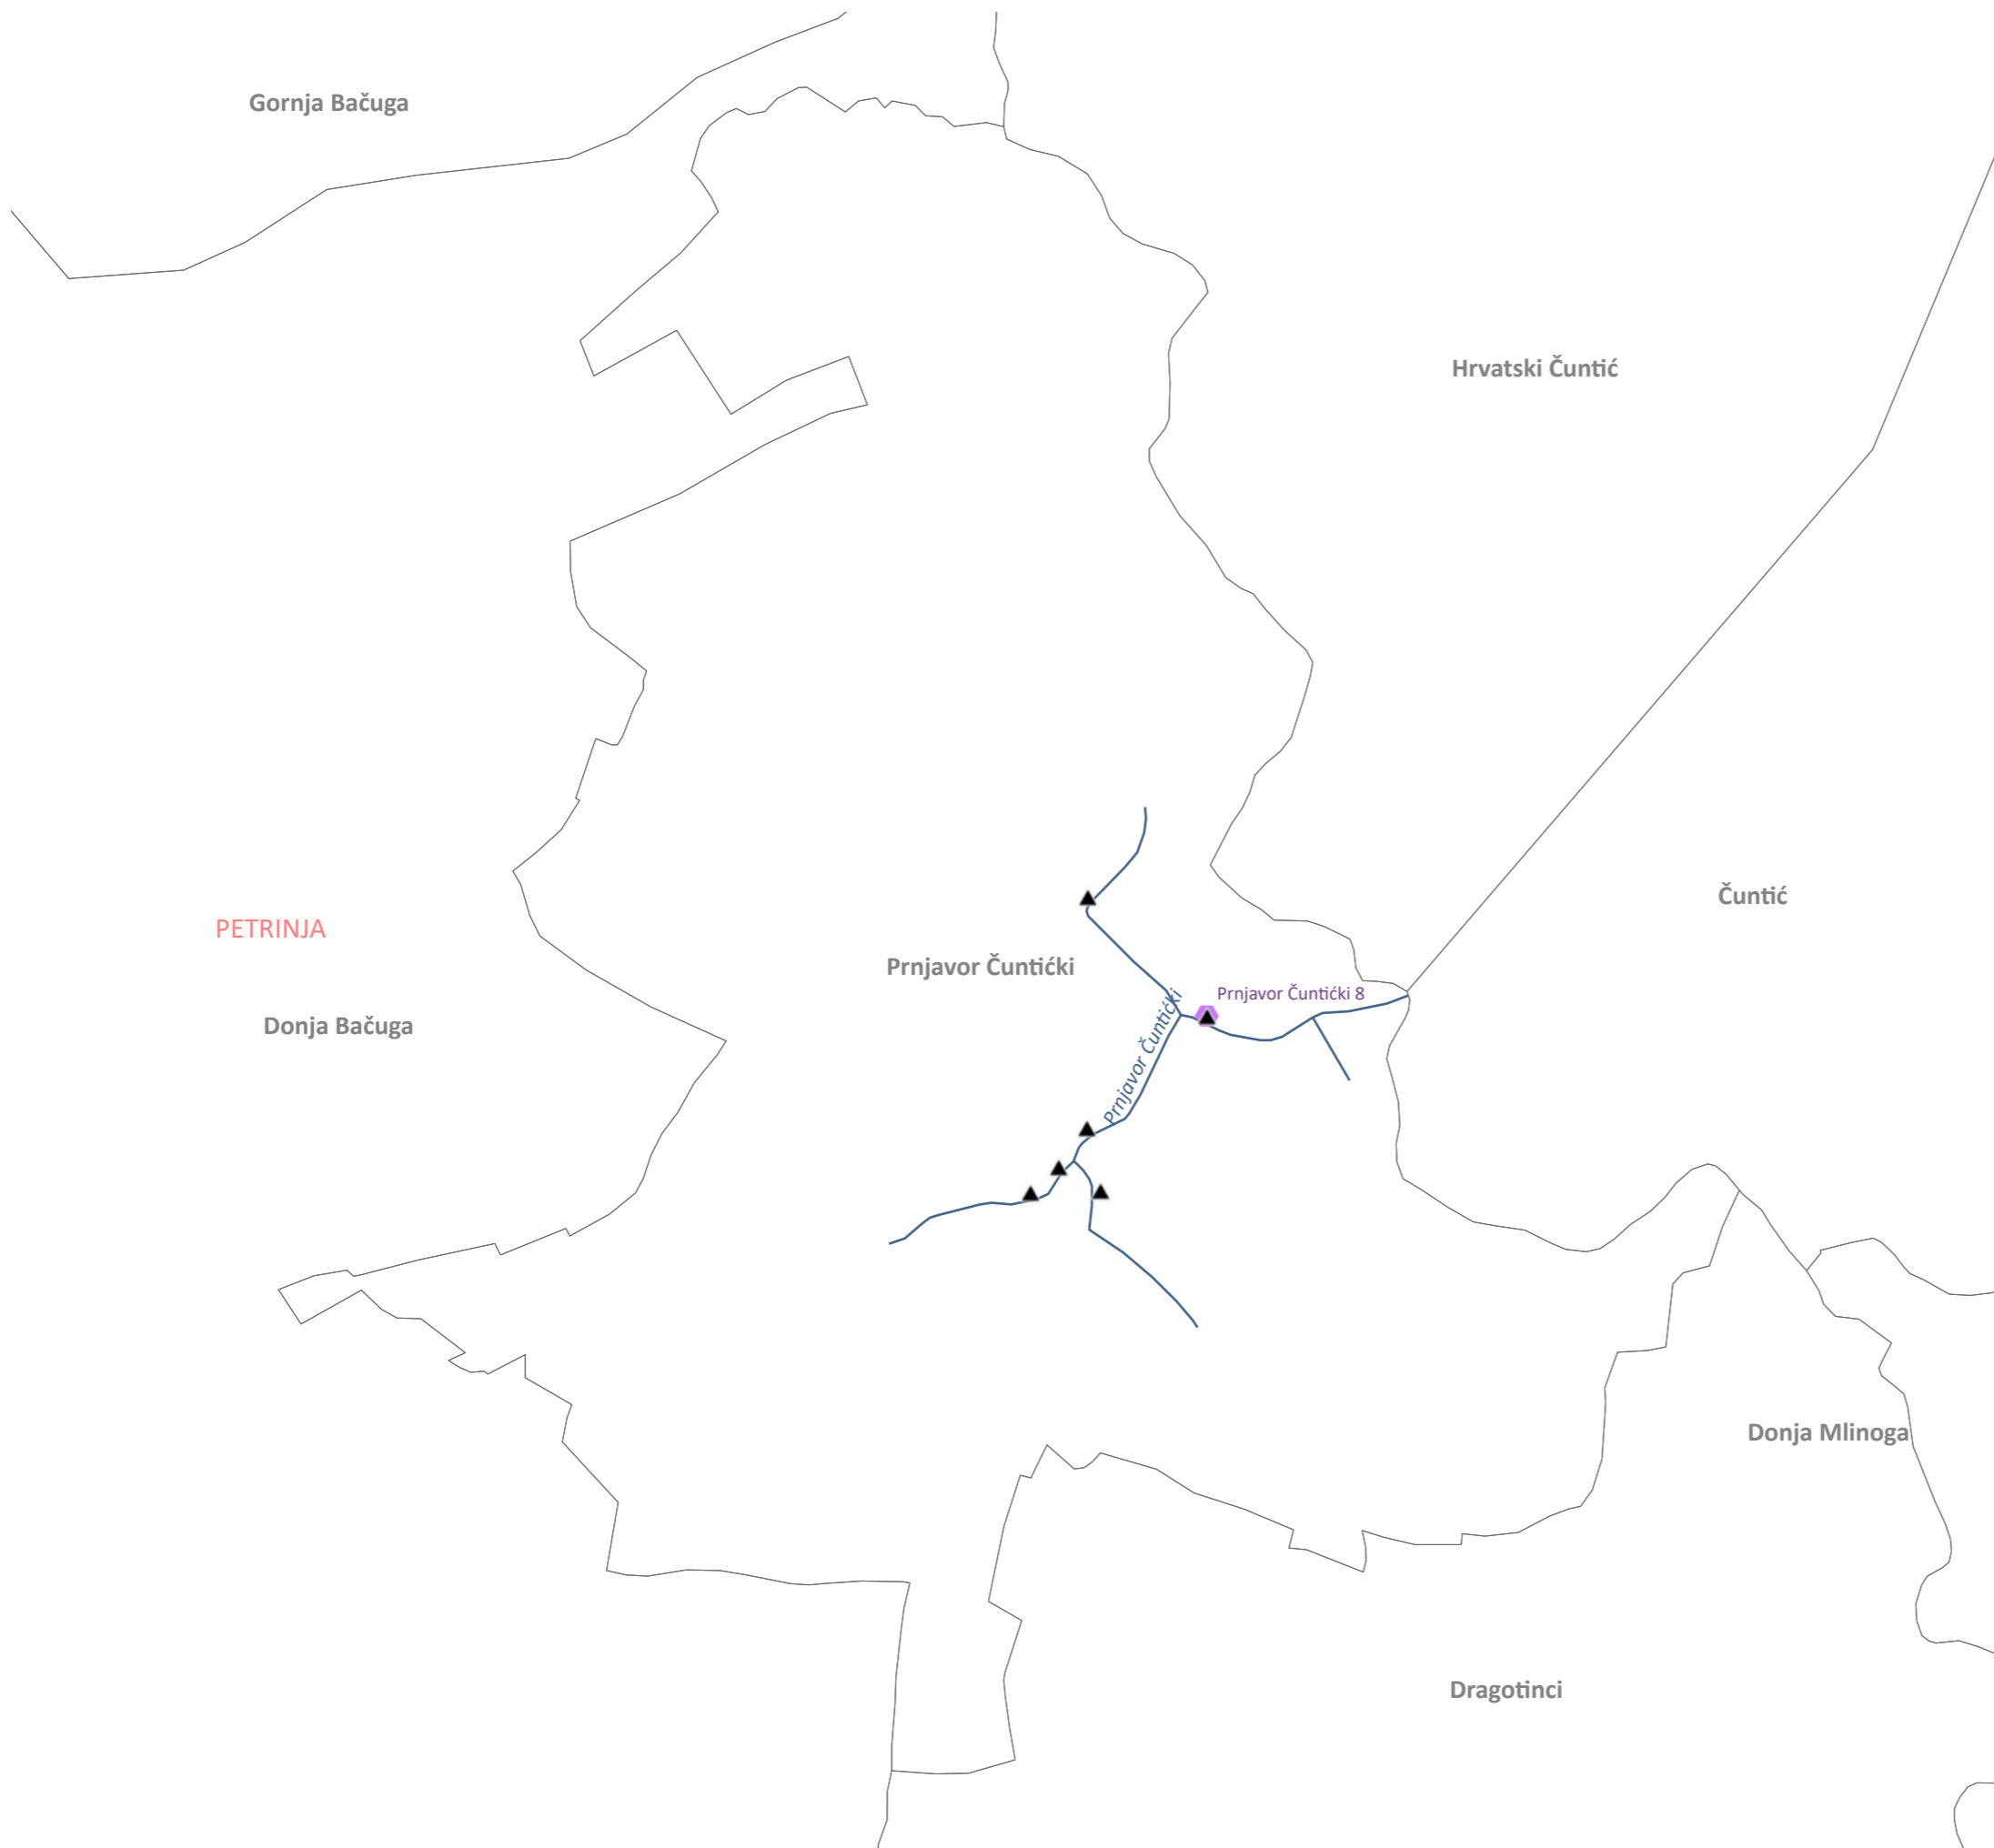 Gornja Bačuga
Hrvatski Čuntić
Čuntić
PETRINJA
Prnjavor Čuntićki
Prnjavor Čuntićki 8
Donja Bačuga
Prnjavor Čuntićki
Donja Mlinoga
Dragotinci